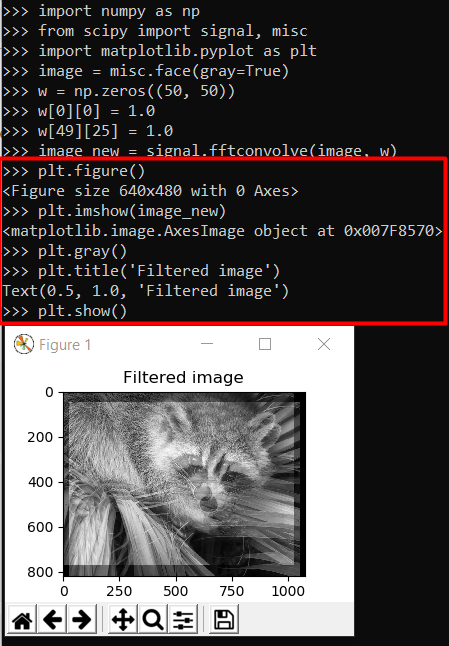 >>> import numpy as np
>>> from scipy import signal, misc
>>> import matplotlib.pyplot as plt
>>> image = misc.face(gray=True)
>>> w = np.zeros((50, 50))
>>> w[0][0] = 1.0
>>> w[49][25] = 1.0
>>> image_new = signal.fftconvolve(image, w)
>>> plt.figure()
<Figure size 640x480 with 0 Axes>
>>> plt.imshow(image_new)
<matplotlib.image.AxesImage object at 0x007F8570>
>>> plt.gray()
>>> plt.title('Filtered image')
Text(0.5, 1.0, 'Filtered image')
>>> plt.show()
Figure 1
Filtered image
0
200
400
600
800
0 250 500 750 1000